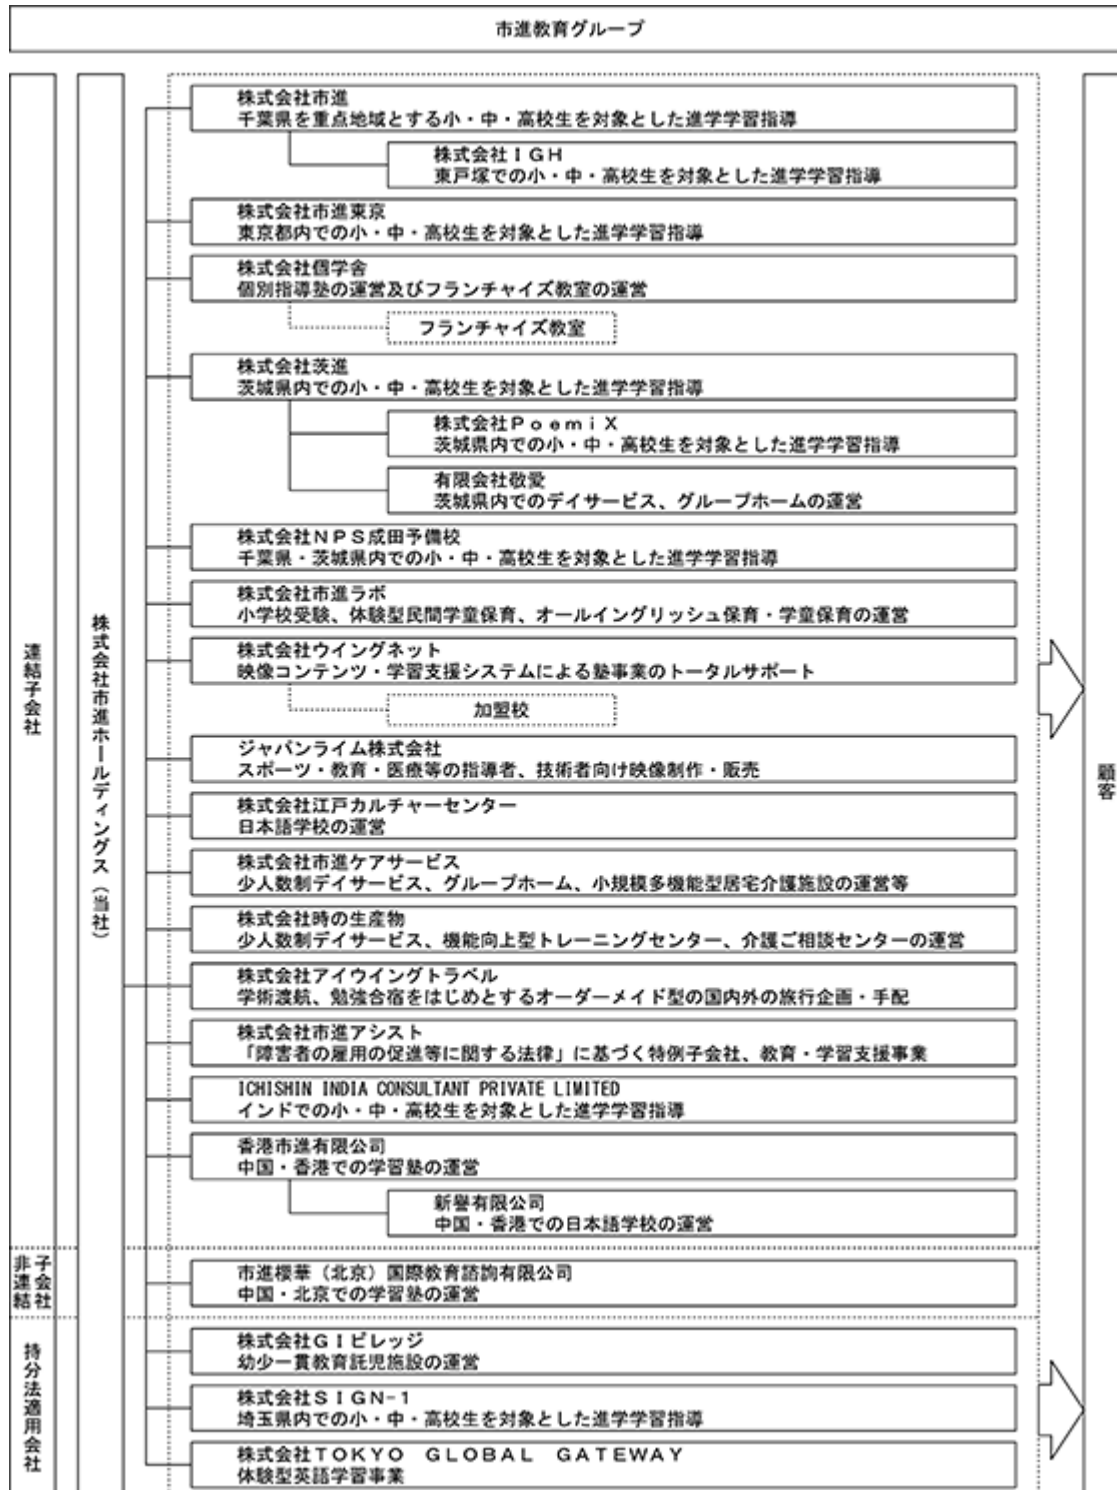 市進教育グループ
連結子会社
株式会社市進ホールディングス（当社）
株式会社市進
千葉県を重点地域とする小・中・高校生を対象とした進学学習指導
株式会社ＩＧＨ
東戸塚での小・中・高校生を対象とした進学学習指導
株式会社市進東京
東京都内での小・中・高校生を対象とした進学学習指導
株式会社個学舎
個別指導塾の運営及びフランチャイズ教室の運営
フランチャイズ教室
株式会社茨進
茨城県内での小・中・高校生を対象とした進学学習指導
株式会社ＰｏｅｍｉＸ
茨城県内での小・中・高校生を対象とした進学学習指導
有限会社敬愛
茨城県内でのデイサービス、グループホームの運営
株式会社ＮＰＳ成田予備校
千葉県・茨城県内での小・中・高校生を対象とした進学学習指導
株式会社市進ラボ
小学校受験、体験型民間学童保育、オールイングリッシュ保育・学童保育の運営
株式会社ウイングネット
映像コンテンツ・学習支援システムによる塾事業のトータルサポート
加盟校
ジャパンライム株式会社
スポーツ・教育・医療等の指導者、技術者向け映像制作・販売
株式会社江戸カルチャーセンター
日本語学校の運営
株式会社市進ケアサービス
少人数制デイサービス、グループホーム、小規模多機能型居宅介護施設の運営等
株式会社時の生産物
少人数制デイサービス、機能向上型トレーニングセンター、介護ご相談センターの運営
株式会社アイウイングトラベル
学術渡航、勉強合宿をはじめとするオーダーメイド型の国内外の旅行企画・手配
株式会社市進アシスト
「障害者の雇用の促進等に関する法律」に基づく特例子会社、教育・学習支援事業
ICHISHIN INDIA CONSULTANT PRIVATE LIMITED
インドでの小・中・高校生を対象とした進学学習指導
香港市進有限公司
中国・香港での学習塾の運営
新譽有限公司
中国・香港での日本語学校の運営
非連結子会社
市進櫻華（北京）国際教育諮詢有限公司
中国・北京での学習塾の運営
持分法適用会社
株式会社ＧＩビレッジ
幼少一貫教育託児施設の運営
株式会社ＳＩＧＮ-１
埼玉県内での小・中・高校生を対象とした進学学習指導
株式会社ＴＯＫＹＯ　ＧＬＯＢＡＬ　ＧＡＴＥＷＡＹ
体験型英語学習事業
顧客